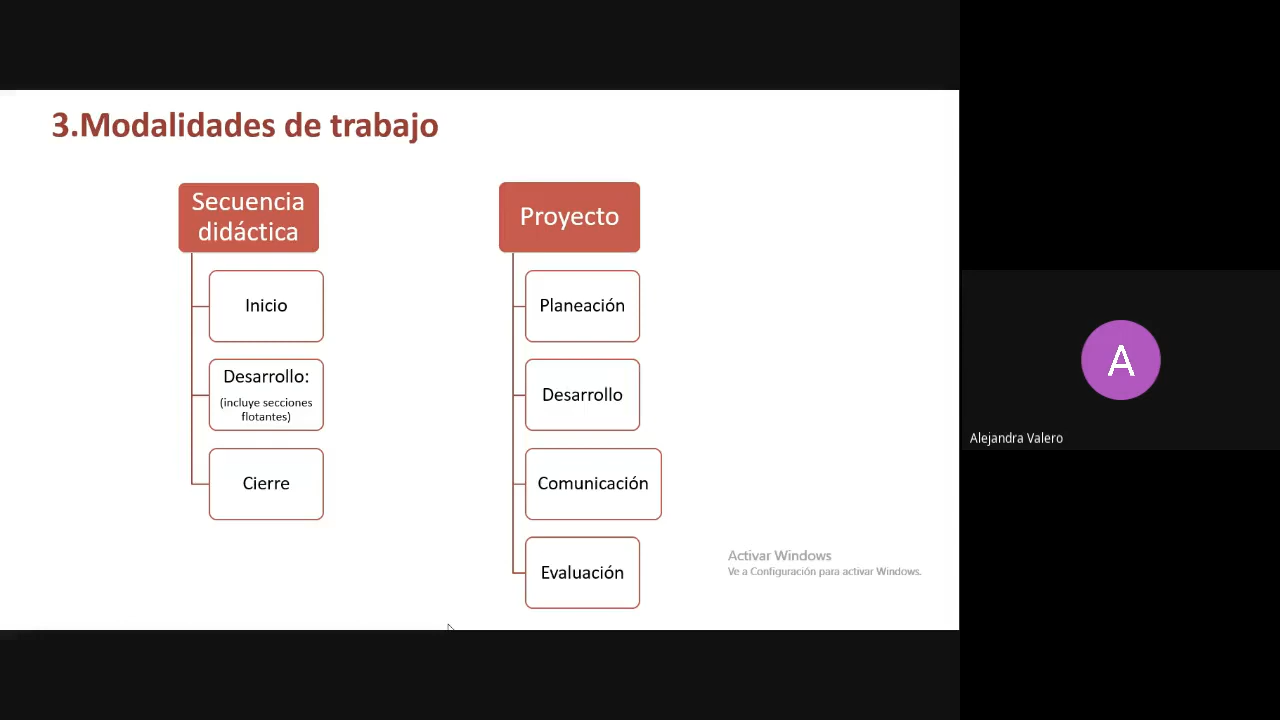 3.Modalidades de trabajo
Secuencia
didáctica
Inicio
Desarrollo:
(incluye secciones
flotantes)
Cierre
Proyecto
Planeación
Desarrollo
Comunicación
Evaluación
Activar Windows
Ve a Configuración para activar Windows.
A
Alejandra Valero